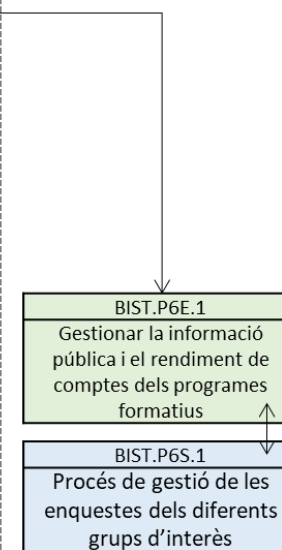 BIST.P6E.1
Gestionar la informació
pública i el rendiment de
comptes dels programes
formatius
BIST.P6S.1
Procés de gestió de les
enquestes dels diferents
grups d’interès